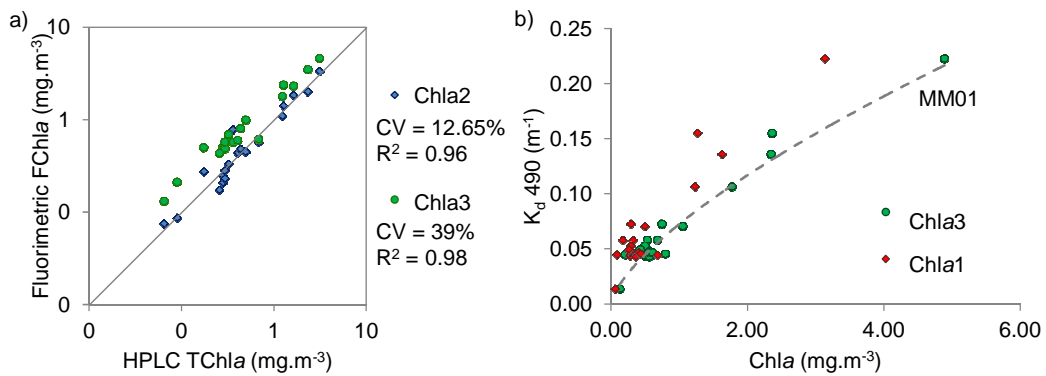 a)
Fluorimetric FChla (mg.m-3)
10
1
0
0
0
0
1
10
HPLC TChla (mg.m-3)
Chla2
CV = 12.65%
R2 = 0.96
Chla3
CV = 39%
R2 = 0.98
b)
Kd 490 (m-1)
0.25
0.20
0.15
0.10
0.05
0.00
0.00
2.00
4.00
6.00
Chla (mg.m-3)
MM01
Chla3
Chla1